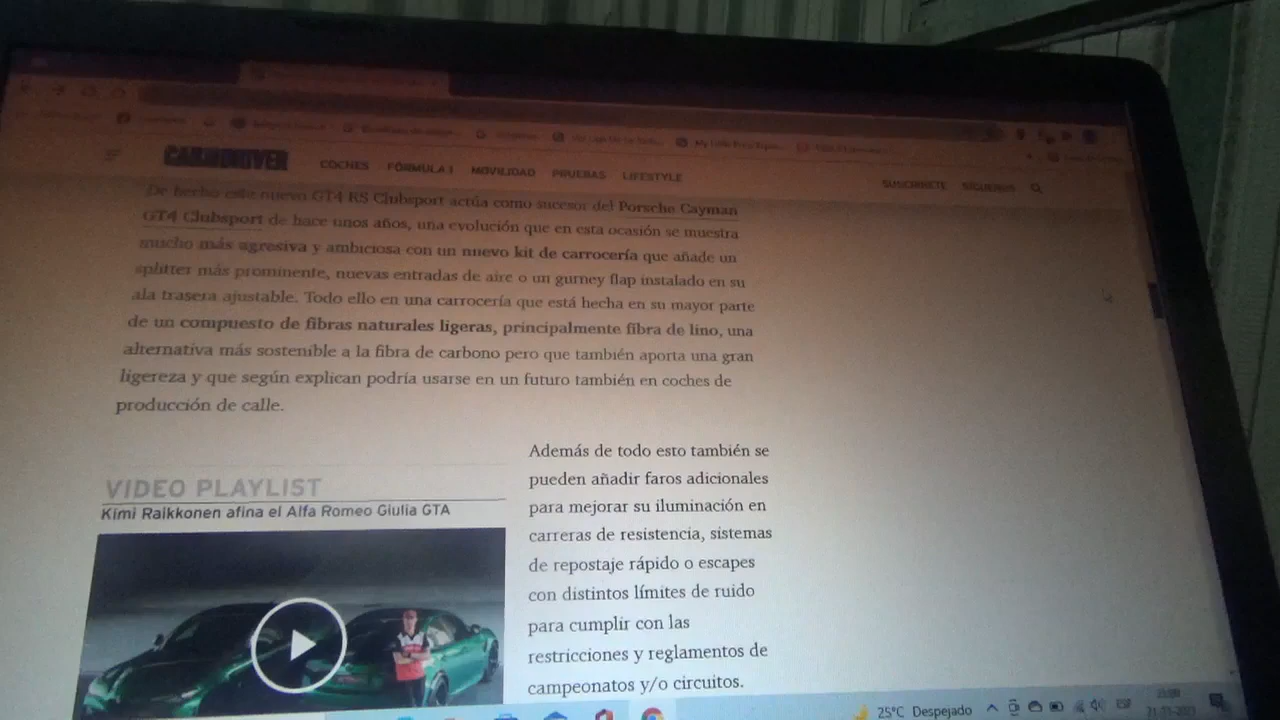 CARANDDRIVER
COCHES FÓRMULA 1 MOVILIDAD PRUEBAS LIFESTYLE
SUSCRÍBETE SÍGUENOS
De hecho este nuevo GT4 RS Clubsport actúa como sucesor del Porsche Cayman
GT4 Clubsport de hace unos años, una evolución que en esta ocasión se muestra
mucho más agresiva y ambiciosa con un nuevo kit de carrocería que añade un
splitter más prominente, nuevas entradas de aire o un gurney flap instalado en su
ala trasera ajustable. Todo ello en una carrocería que está hecha en su mayor parte
de un compuesto de fibras naturales ligeras, principalmente fibra de lino, una
alternativa más sostenible a la fibra de carbono pero que también aporta una gran
ligereza y que según explican podría usarse en un futuro también en coches de
producción de calle.
VIDEO PLAYLIST
Kimi Raikkonen afina el Alfa Romeo Giulia GTA
Además de todo esto también se
pueden añadir faros adicionales
para mejorar su iluminación en
carreras de resistencia, sistemas
de repostaje rápido o escapes
con distintos límites de ruido
para cumplir con las
restricciones y reglamentos de
campeonatos y/o circuitos.
25°C Despejado
ESP